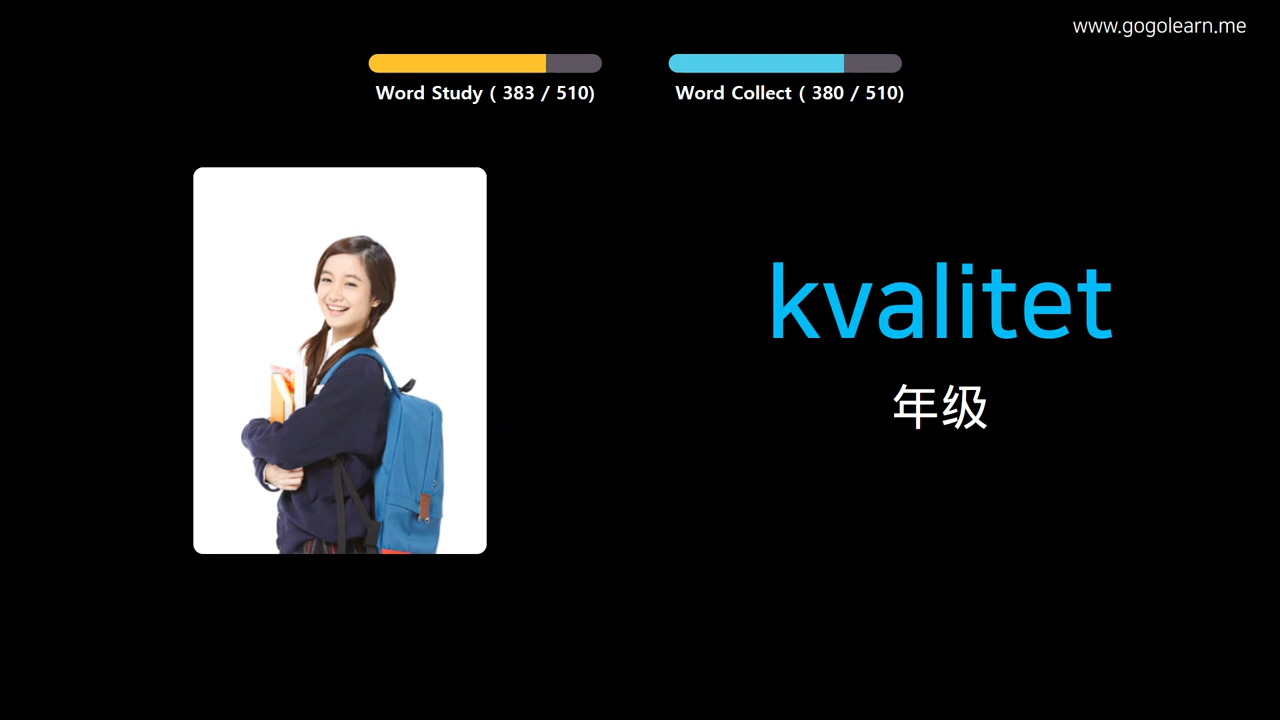 www.gogolearn.me
Word Study ( 383 / 510)
Word Collect ( 380 / 510)
kvalitet
年级